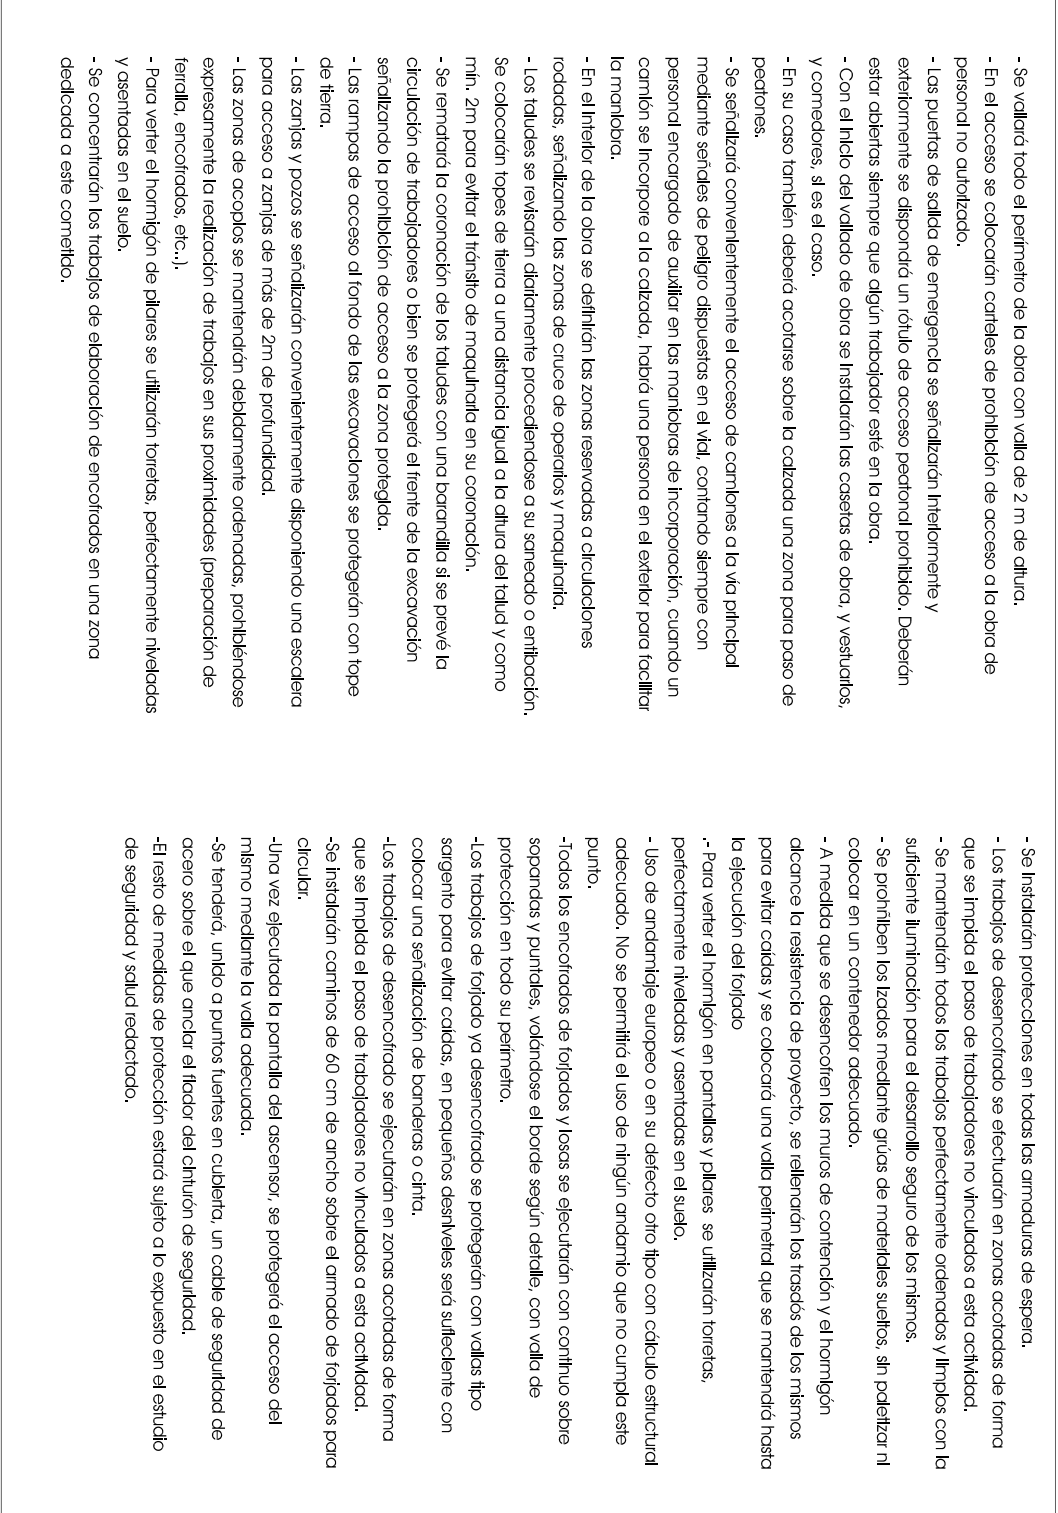 - Se vallará todo el perímetro de la obra con valla de 2 m de altura.
- En el acceso se colocarán carteles de prohibición de acceso a la obra de
personal no autorizado.
- Las puertas de salida de emergencia se señalizarán interiormente y
exteriormente se dispondrá un rótulo de acceso peatonal prohibido. Deberán
estar abiertas siempre que algún trabajador esté en la obra.
- Con el inicio del vallado de obra se instalarán las casetas de obra, y vestuarios,
y comedores, si es el caso.
- En su caso también deberá acotarse sobre la calzada una zona para paso de
peatones.
- Se señalizará convenientemente el acceso de camiones a la vía principal
mediante señales de peligro dispuestas en el vial, contando siempre con
personal encargado de auxiliar en las maniobras de incorporación, cuando un
camión se incorpore a la calzada, habrá una persona en el exterior para facilitar
la maniobra.
- En el interior de la obra se definirán las zonas reservadas a circulaciones
rodadas, señalizando las zonas de cruce de operarios y maquinaria.
- Los taludes se revisarán diariamente procediendose a su saneado o entibación.
Se colocarán topes de tierra a una distancia igual a la altura del talud y como
mín. 2m para evitar el tránsito de maquinaria en su coronación.
- Se rematará la coronación de los taludes con una barandilla si se prevé la
circulación de trabajadores o bien se protegerá el frente de la excavación
señalizando la prohibición de acceso a la zona protegida.
- Las rampas de acceso al fondo de las excavaciones se protegerán con tope
de tierra.
- Las zanjas y pozos se señalizarán convenientemente disponiendo una escalera
para acceso a zanjas de más de 2m de profundidad.
- Las zonas de acopios se mantendrán debidamente ordenadas, prohibiéndose
expresamente la realización de trabajos en sus proximidades (preparación de
ferralla, encofrados, etc...).
- Para verter el hormigón de pilares se utilizarán torretas, perfectamente niveladas
y asentadas en el suelo.
- Se concentrarán los trabajos de elaboración de encofrados en una zona
dedicada a este cometido.
- Se instalarán protecciones en todas las armaduras de espera.
- Los trabajos de desencofrado se efectuarán en zonas acotadas de forma
que se impida el paso de trabajadores no vinculados a esta actividad.
- Se mantendrán todos los trabajos perfectamente ordenados y limpios con la
suficiente iluminación para el desarrollo seguro de los mismos.
- Se prohñiben los izados mediante grúas de materiales sueltos, sin paletizar ni
colocar en un contenedor adecuado.
- A medida que se desencofren los muros de contención y el hormigón
alcance la resistencia de proyecto, se rellenarán los trasdós de los mismos
para evitar caídas y se colocará una valla perimetral que se mantendrá hasta
la ejecución del forjado
.- Para verter el hormigón en pantallas y pilares se utilizarán torretas,
perfectamente niveladas y asentadas en el suelo.
- Uso de andamiaje europeo o en su defecto otro tipo con cálculo estructural
adecuado. No se permitirá el uso de ningún andamio que no cumpla este
punto.
-Todos los encofrados de forjados y losas se ejecutarán con continuo sobre
sopandas y puntales, volándose el borde según detalle, con valla de
protección en todo su perímetro.
-Los trabajos de forjado ya desencofrado se protegerán con vallas tipo
sargento para evitar caídas, en pequeños desniveles será sufieciente con
colocar una señalización de banderas o cinta.
-Los trabajos de desencofrado se ejecutarán en zonas acotadas de forma
que se impida el paso de trabajadores no vinculados a esta actividad.
-Se instalarán caminos de 60 cm de ancho sobre el armado de forjados para
circular.
-Una vez ejecutada la pantalla del ascensor, se protegerá el acceso del
mismo mediante la valla adecuada.
-Se tenderá, unido a puntos fuertes en cubierta, un cable de seguridad de
acero sobre el que anclar el fiador del cinturón de seguridad.
-El resto de medidas de protección estará sujeto a lo expuesto en el estudio
de seguridad y salud redactado.